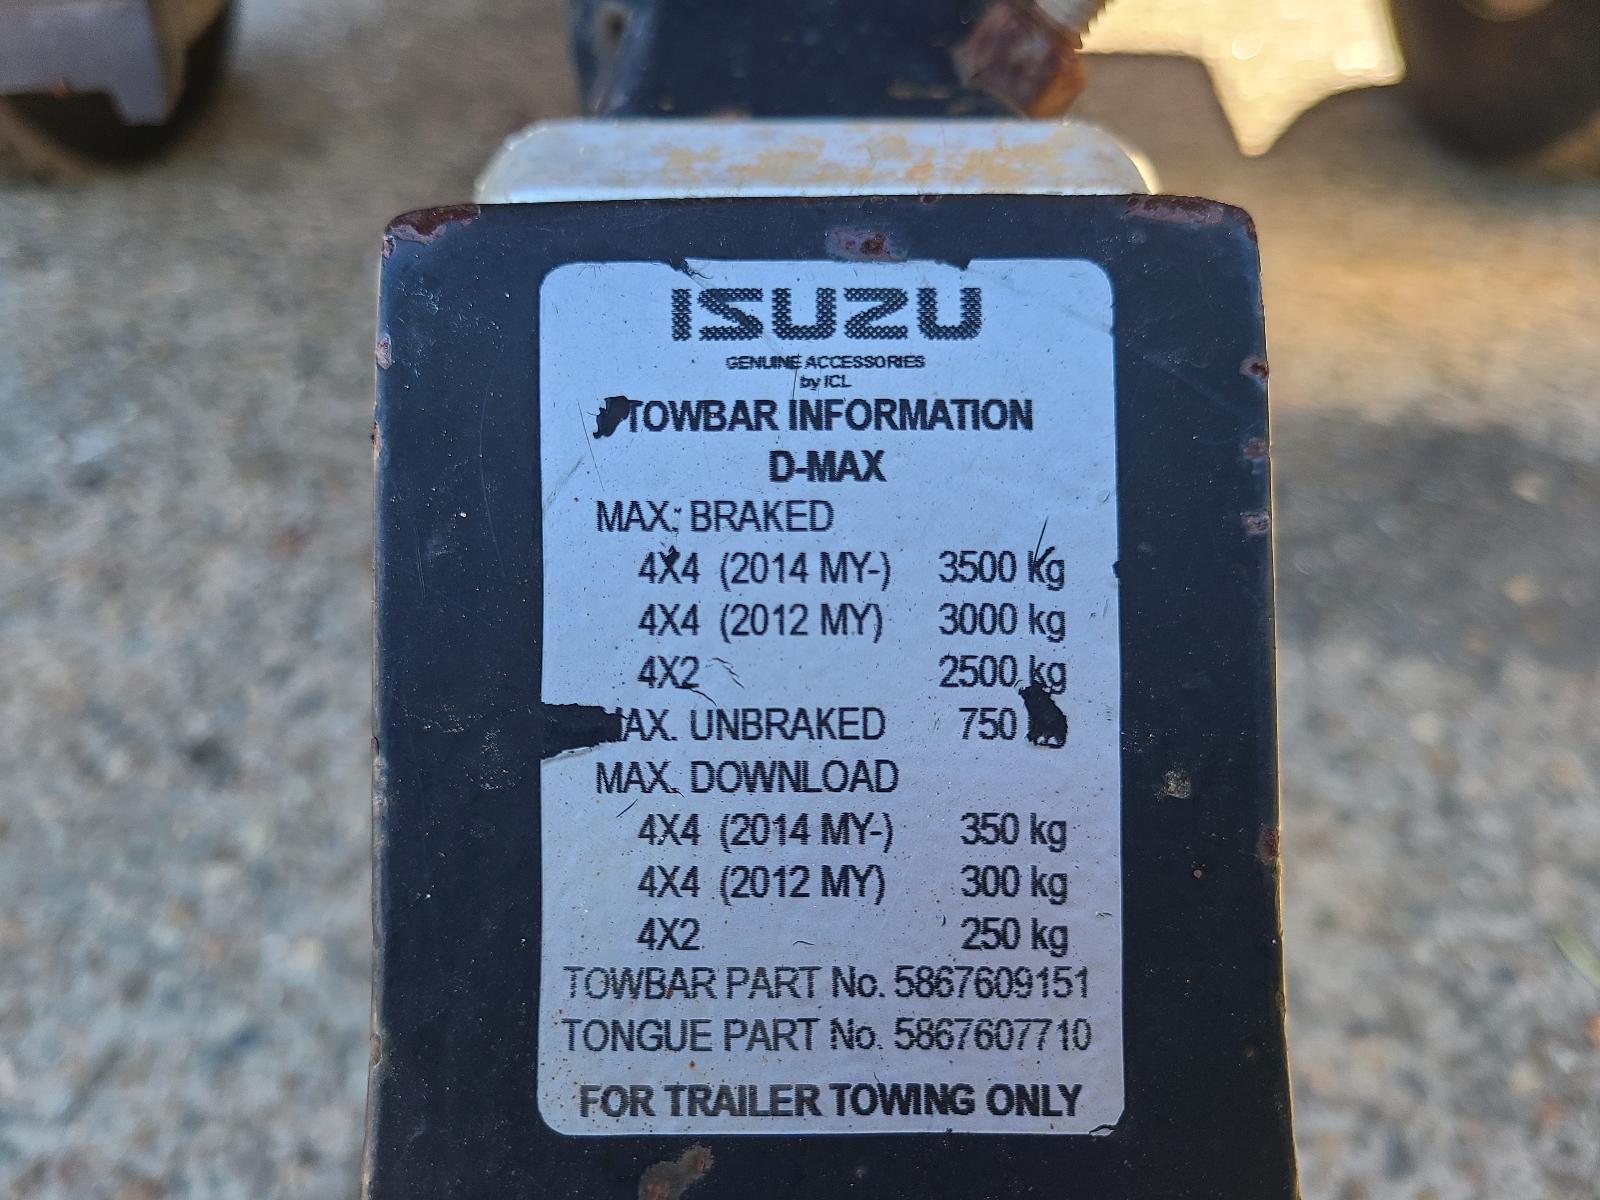 ISUZU
GENUINE ACCESSORIES
by ICL
TOWBAR INFORMATION
D-MAX
MAX. BRAKED
4X4 (2014 MY-) 3500 kg
4X4 (2012 MY) 3000 kg
4X2 2500 kg
MAX. UNBRAKED 750
MAX. DOWNLOAD
4X4 (2014 MY-) 350 kg
4X4 (2012 MY) 300 kg
4X2 250 kg
TOWBAR PART No. 5867609151
TONGUE PART No. 5867607710
FOR TRAILER TOWING ONLY